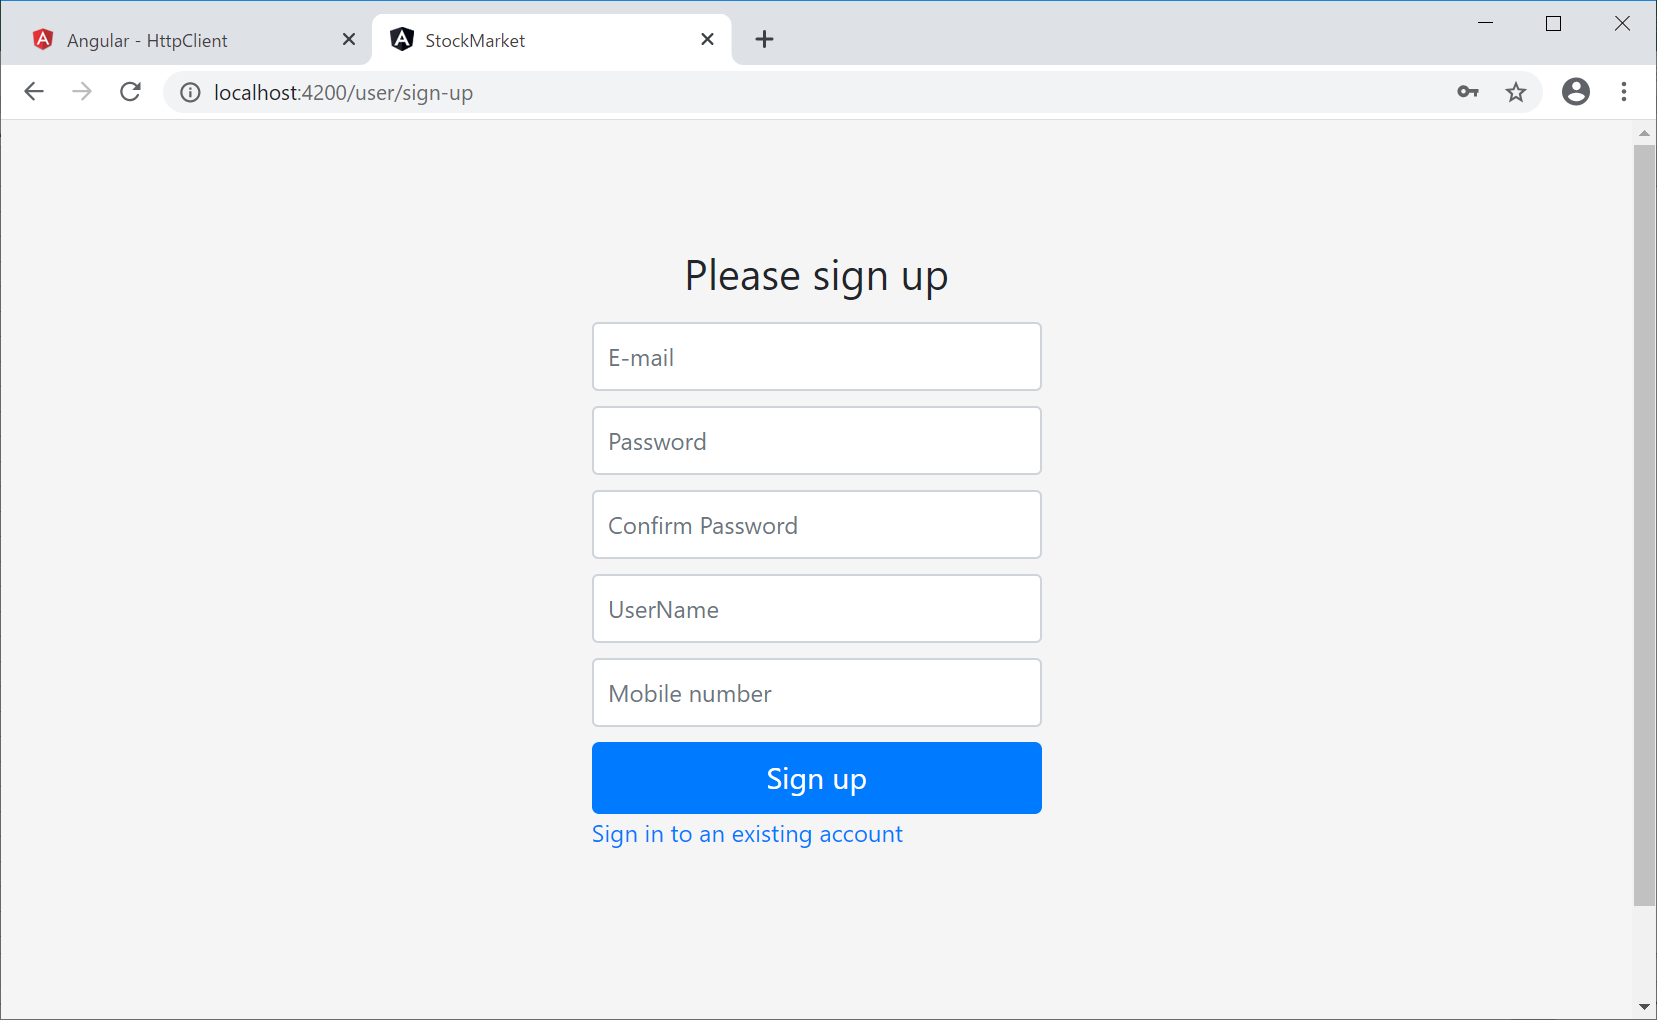 Angular - HttpClient
StockMarket
localhost:4200/user/sign-up
Please sign up
E-mail
Password
Confirm Password
UserName
Mobile number
Sign up
Sign in to an existing account